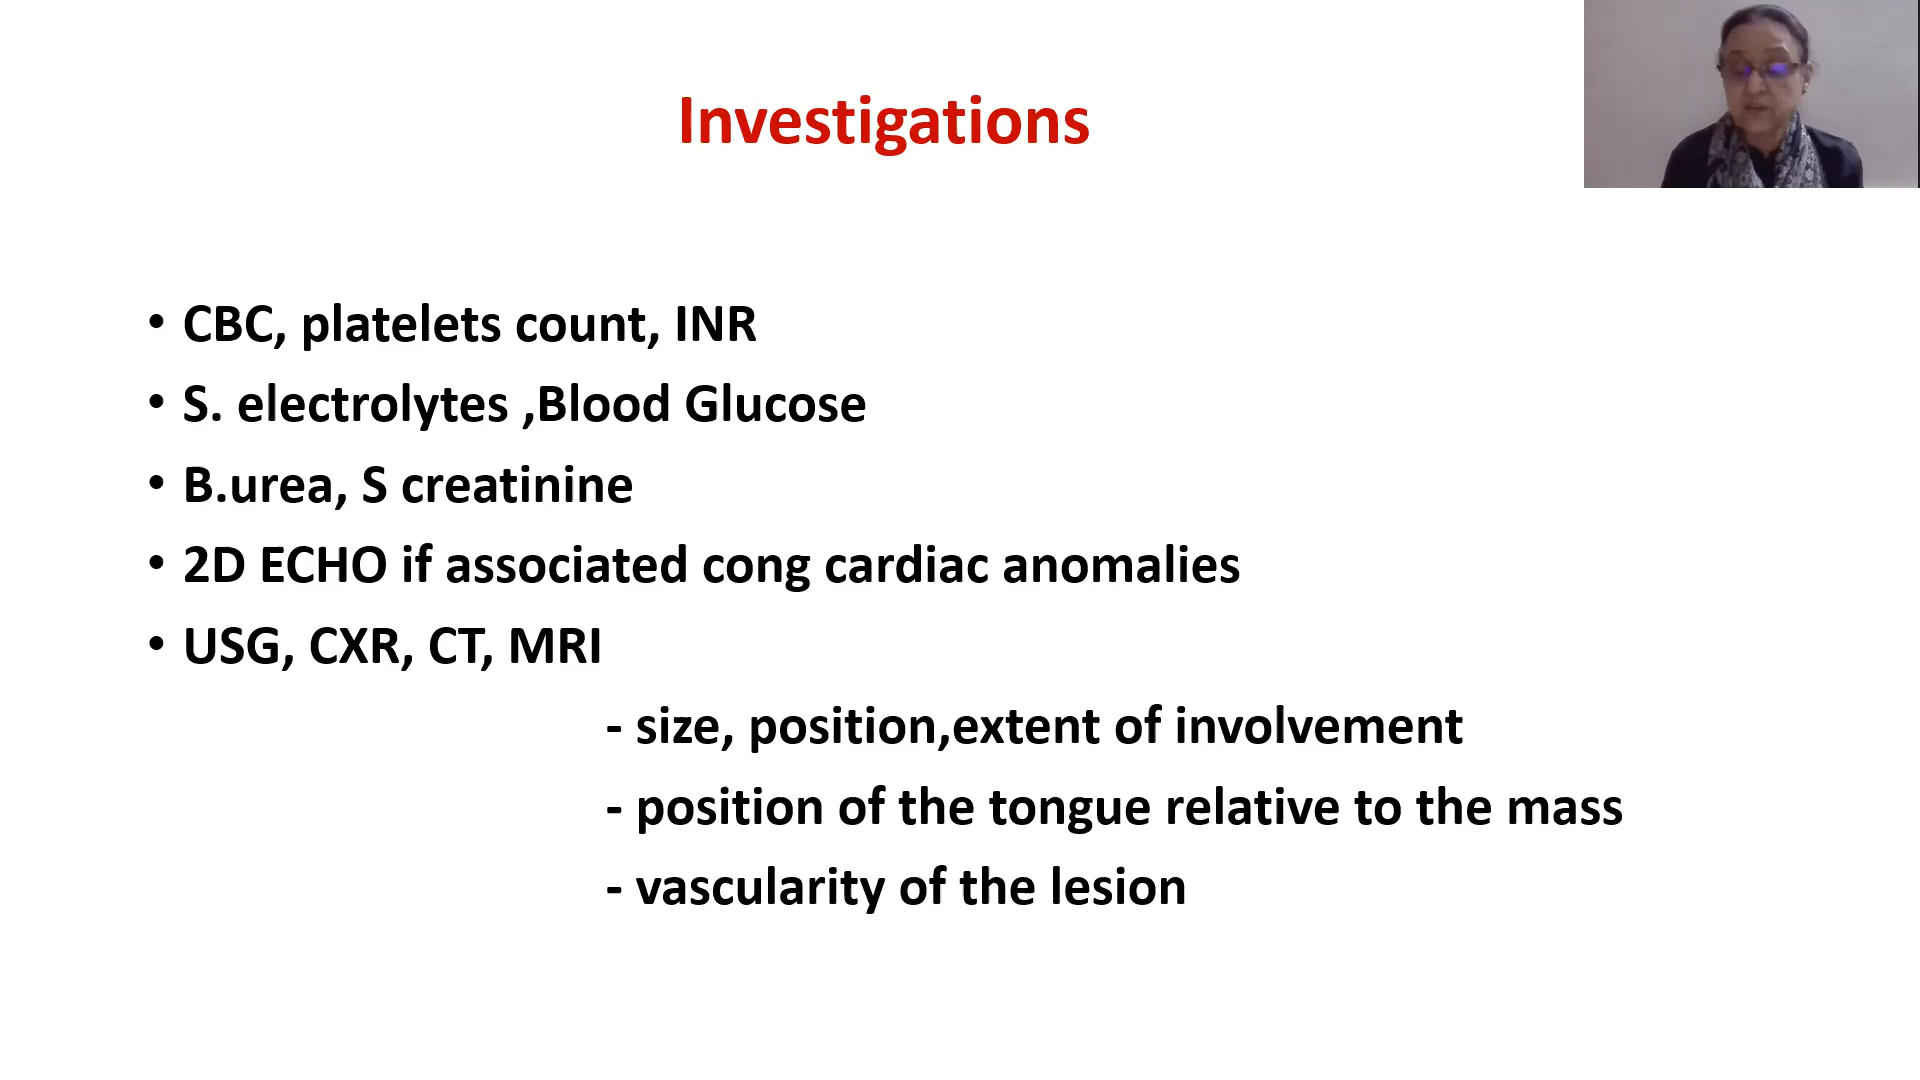 Investigations
• CBC, platelets count, INR
• S. electrolytes ,Blood Glucose
• B.urea, S creatinine
• 2D ECHO if associated cong cardiac anomalies
• USG, CXR, CT, MRI
- size, position,extent of involvement
- position of the tongue relative to the mass
- vascularity of the lesion